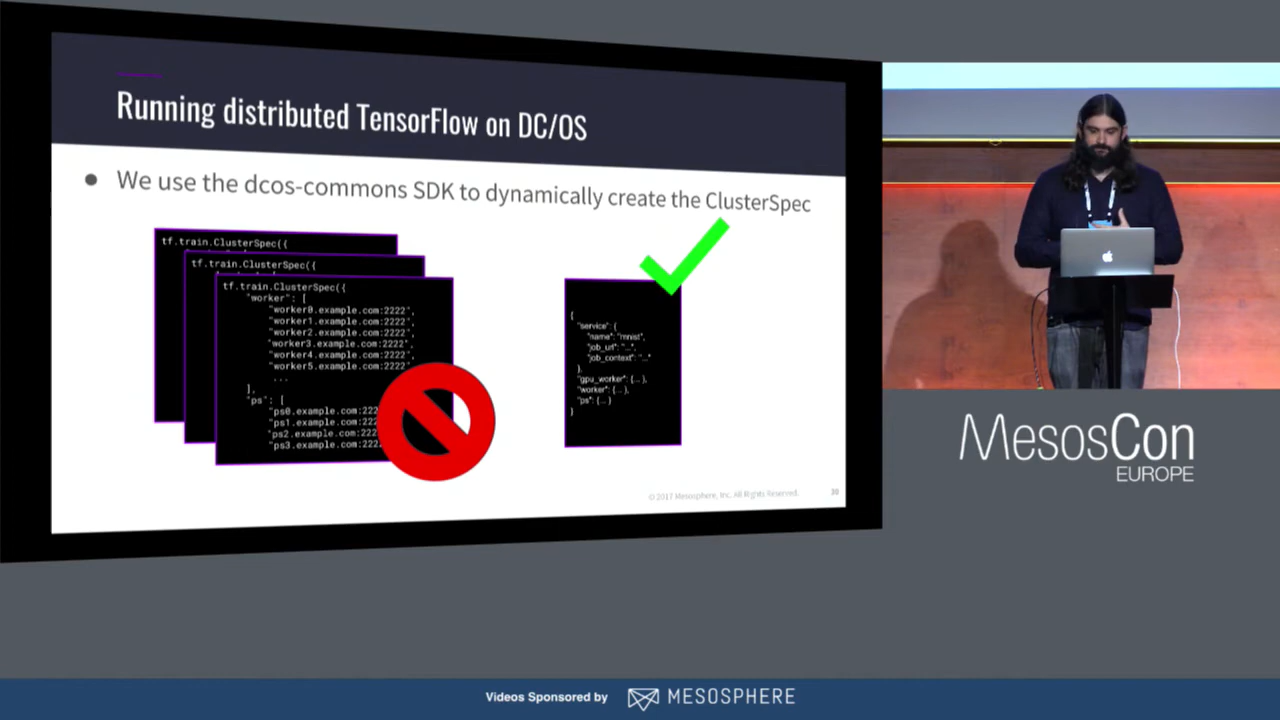 Running distributed TensorFlow on DC/OS
● We use the dcos-commons SDK to dynamically create the ClusterSpec
tf.train.ClusterSpec({
tf.train.ClusterSpec({
tf.train.ClusterSpec({
"worker": [
"worker0.example.com:2222",
"worker1.example.com:2222",
"worker2.example.com:2222",
"worker3.example.com:2222",
"worker4.example.com:2222",
"worker5.example.com:2222"
...
],
"ps": [
"ps0.example.com:222
"ps1.example.com:222
"ps2.example.com:22
"ps3.example.com:222
{
"service": {
"name": "mnist",
"job_url": "...",
"job_context": "..."
},
"gpu_worker": {... },
"worker": {... },
"ps": {... }
}
© 2017 Mesosphere, Inc. All Rights Reserved.
MesosCon
EUROPE
Videos Sponsored by
MESOSPHERE